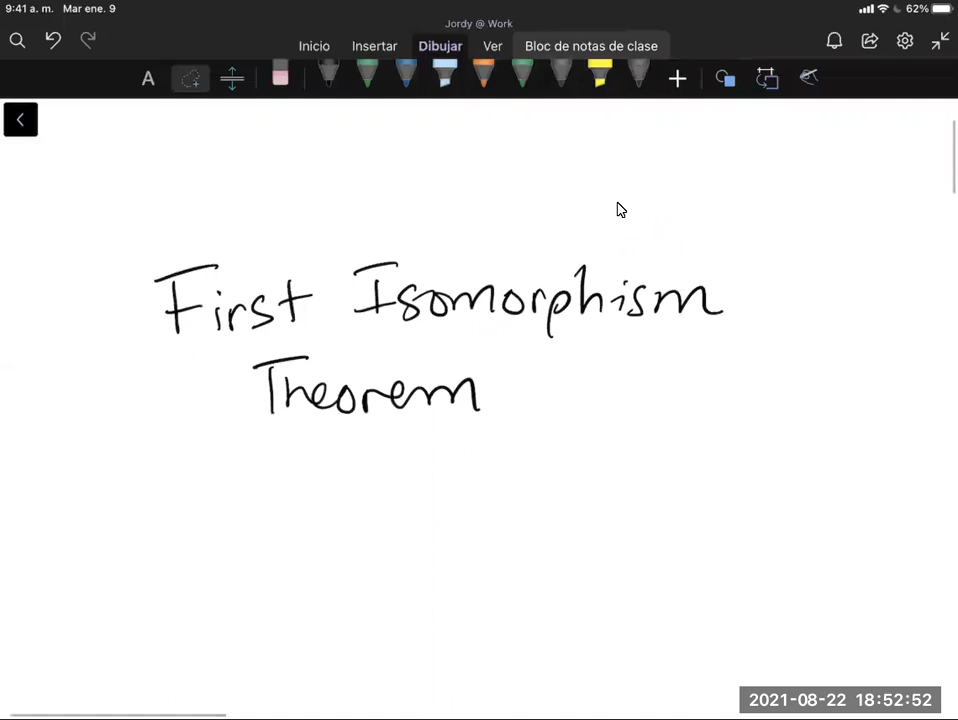 9:41 a. m. Mar ene. 9
62%
Jordy @ Work
Inicio Insertar Dibujar Ver Bloc de notas de clase
A
First Isomorphism
Theorem
2021-08-22 18:52:52